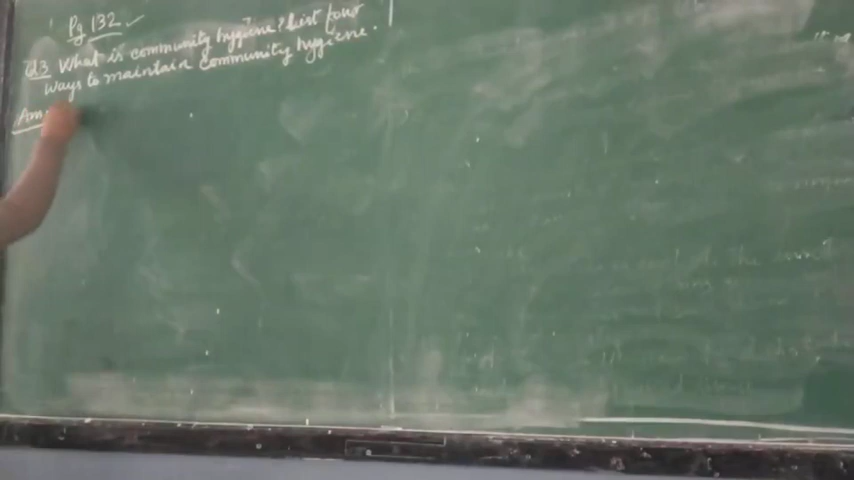 Pg 132
Q3 What is community hygiene? List four
ways to maintain community hygiene.
Ans